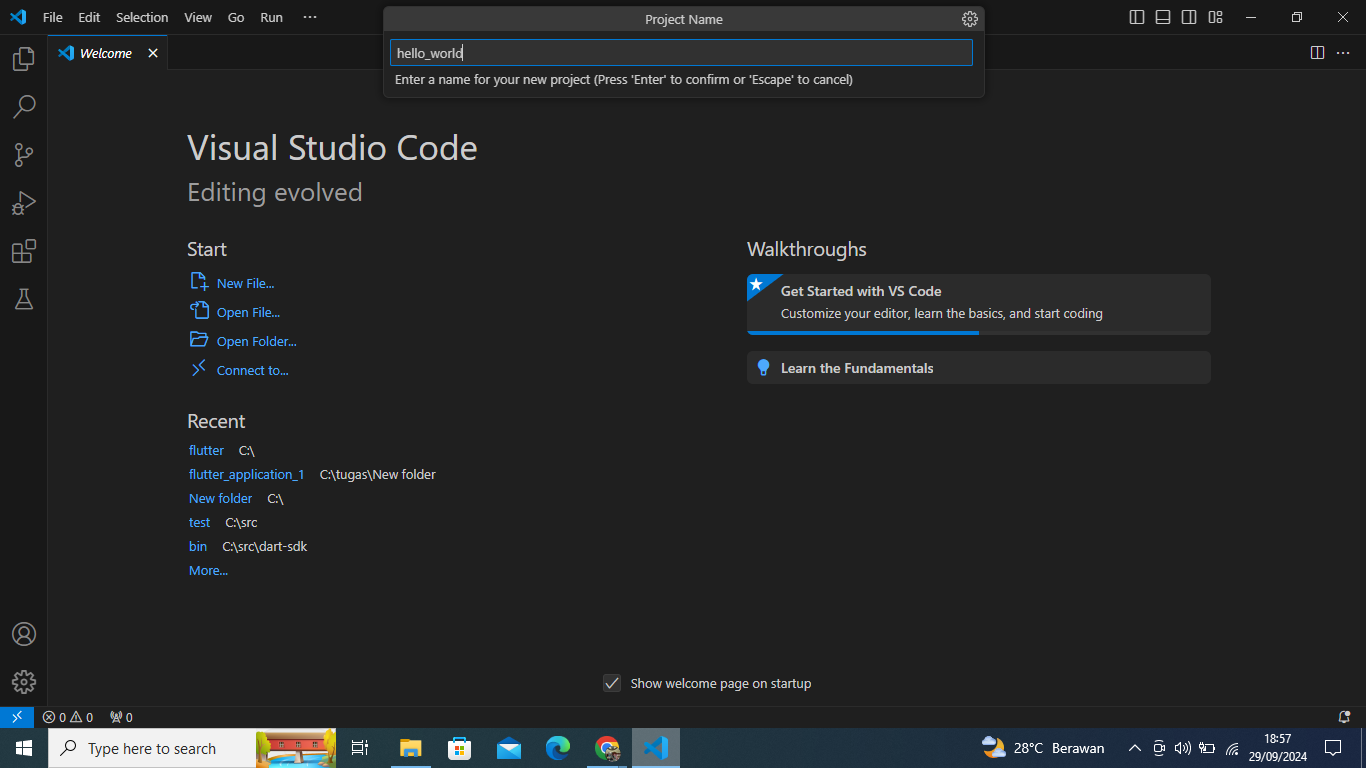 File Edit Selection View Go Run ···
Project Name
Welcome
hello_world
Enter a name for your new project (Press 'Enter' to confirm or 'Escape' to cancel)
Visual Studio Code
Editing evolved
Start
New File...
Open File...
Open Folder...
Connect to...
Recent
flutter C:\
flutter_application_1 C:\tugas\New folder
New folder C:\
test C:\src
bin C:\src\dart-sdk
More...
Walkthroughs
Get Started with VS Code
Customize your editor, learn the basics, and start coding
Learn the Fundamentals
Show welcome page on startup
0 0 0
Type here to search
28°C Berawan
18:57
29/09/2024